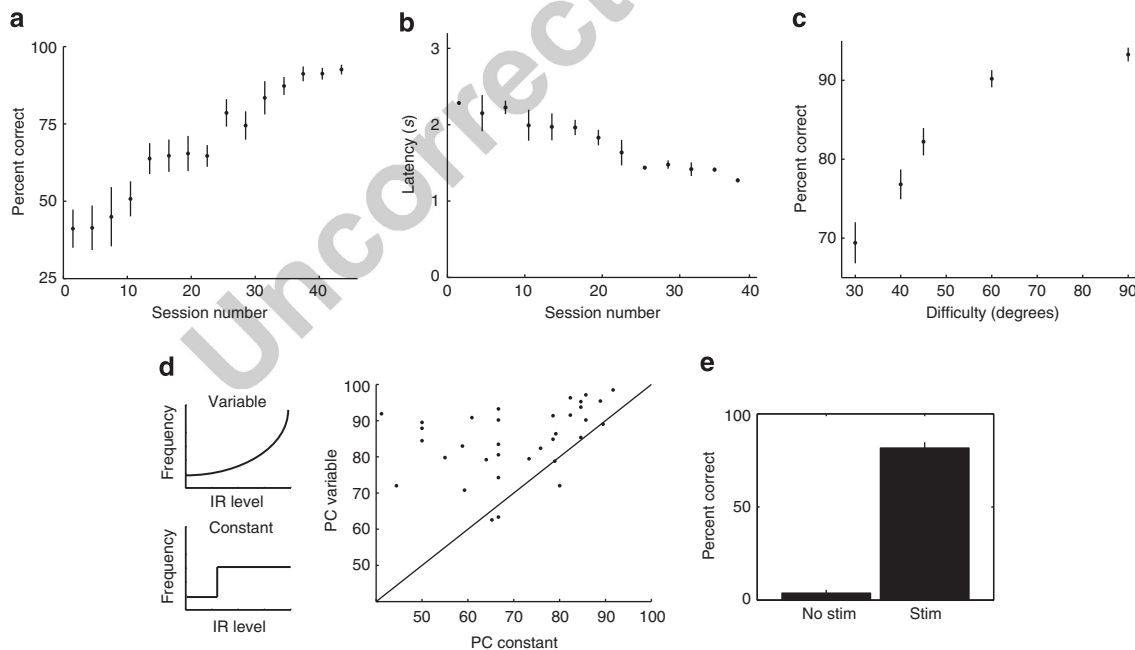 a
100
75
50
25
Percent correct
0 10 20 30 40
Session number
b
3
2
1
0
Latency (s)
0 10 20 30 40
Session number
c
90
80
70
Percent correct
30 40 50 60 70 80 90
Difficulty (degrees)
d
Variable
Frequency
IR level
Constant
Frequency
IR level
100
90
80
70
60
50
PC variable
50 60 70 80 90 100
PC constant
e
100
50
0
Percent correct
No stim Stim
Uncorrec